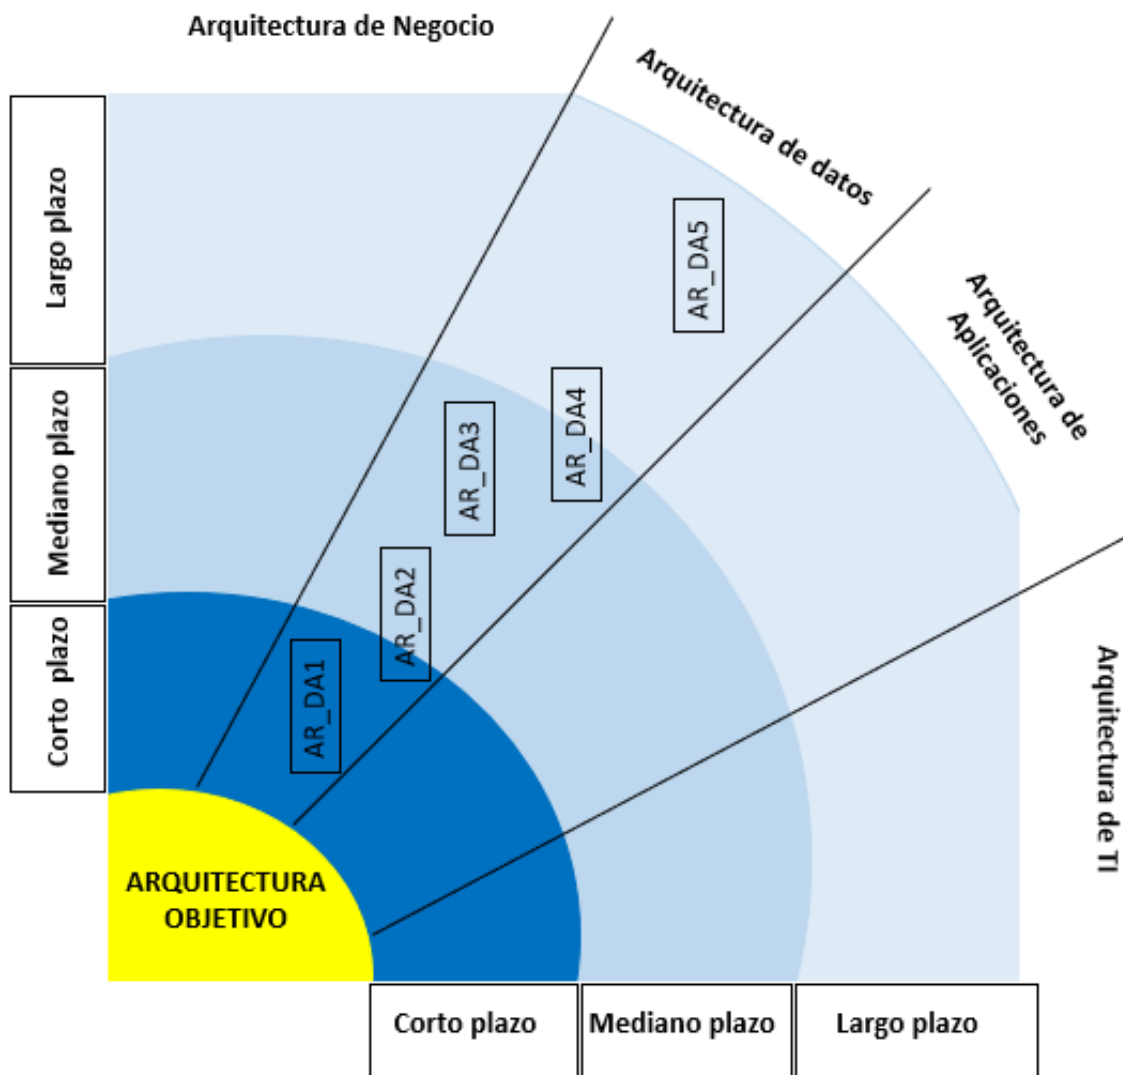 Arquitectura de Negocio
Arquitectura de datos
Arquitectura de
Aplicaciones
Arquitectura de TI
Largo plazo
Mediano plazo
Corto plazo
AR_DA5
AR_DA4
AR_DA3
AR_DA2
AR_DA1
ARQUITECTURA
OBJETIVO
Corto plazo
Mediano plazo
Largo plazo